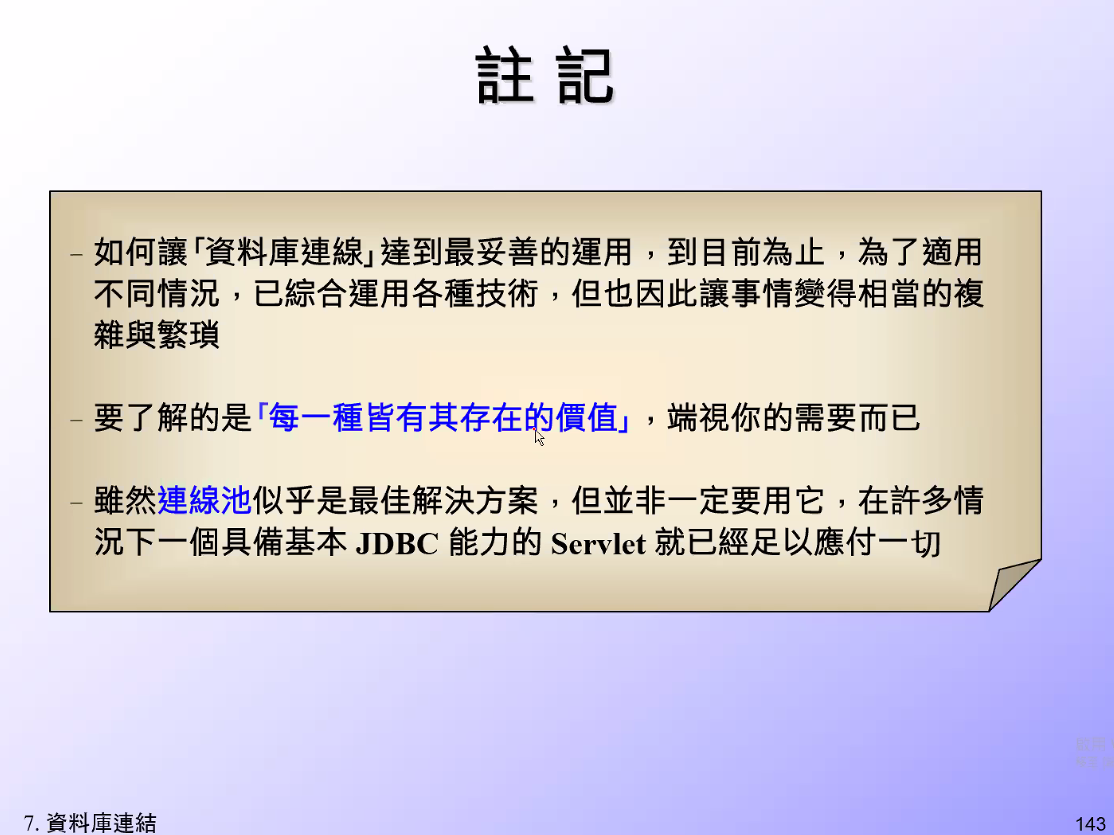 註 記
– 如何讓「資料庫連線」達到最妥善的運用，到目前為止，為了適用
不同情況，已綜合運用各種技術，但也因此讓事情變得相當的複
雜與繁瑣
– 要了解的是「每一種皆有其存在的價值」，端視你的需要而已
– 雖然連線池似乎是最佳解決方案，但並非一定要用它，在許多情
況下一個具備基本 JDBC 能力的 Servlet 就已經足以應付一切
7. 資料庫連結
143